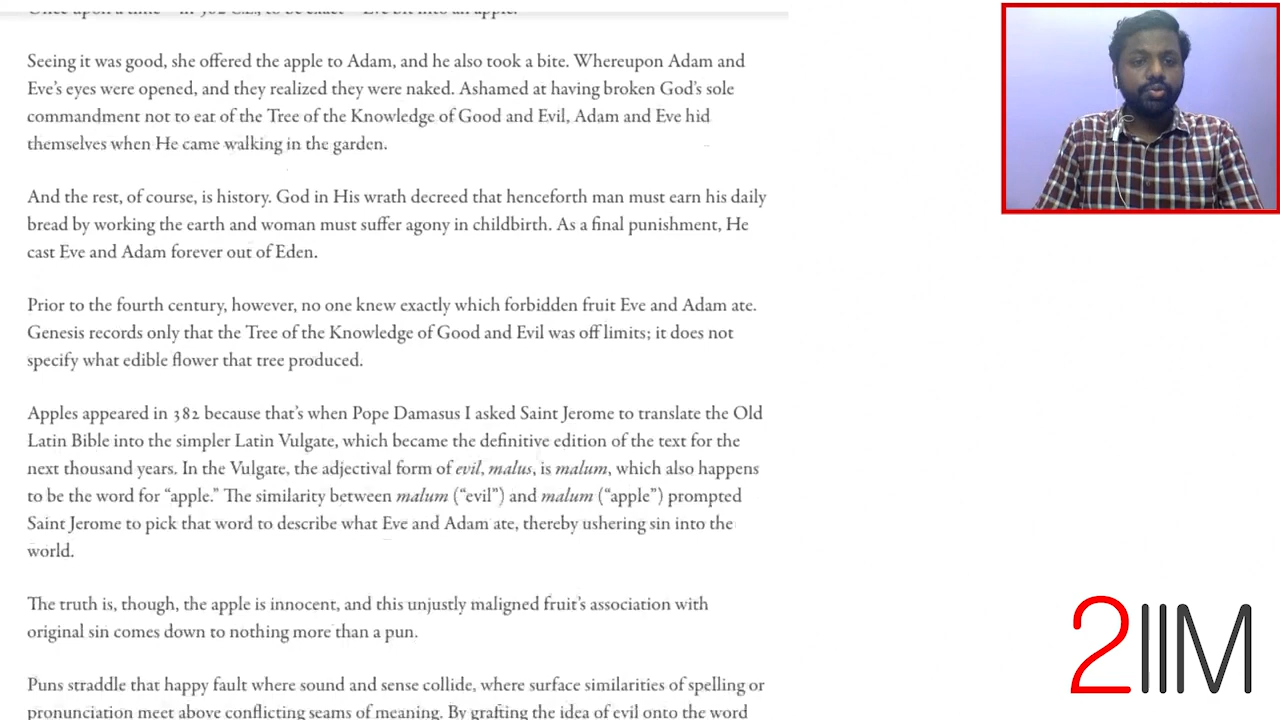 Seeing it was good, she offered the apple to Adam, and he also took a bite. Whereupon Adam and
Eve's eyes were opened, and they realized they were naked. Ashamed at having broken God's sole
commandment not to eat of the Tree of the Knowledge of Good and Evil, Adam and Eve hid
themselves when He came walking in the garden.
And the rest, of course, is history. God in His wrath decreed that henceforth man must earn his daily
bread by working the earth and woman must suffer agony in childbirth. As a final punishment, He
cast Eve and Adam forever out of Eden.
Prior to the fourth century, however, no one knew exactly which forbidden fruit Eve and Adam ate.
Genesis records only that the Tree of the Knowledge of Good and Evil was off limits; it does not
specify what edible flower that tree produced.
Apples appeared in 382 because that's when Pope Damasus I asked Saint Jerome to translate the Old
Latin Bible into the simpler Latin Vulgate, which became the definitive edition of the text for the
next thousand years. In the Vulgate, the adjectival form of evil, malus, is malum, which also happens
to be the word for “apple.” The similarity between malum (“evil”) and malum (“apple”) prompted
Saint Jerome to pick that word to describe what Eve and Adam ate, thereby ushering sin into the
world.
The truth is, though, the apple is innocent, and this unjustly maligned fruit's association with
original sin comes down to nothing more than a pun.
Puns straddle that happy fault where sound and sense collide, where surface similarities of spelling or
pronunciation meet above conflicting seams of meaning. By grafting the idea of evil onto the word
2IIM